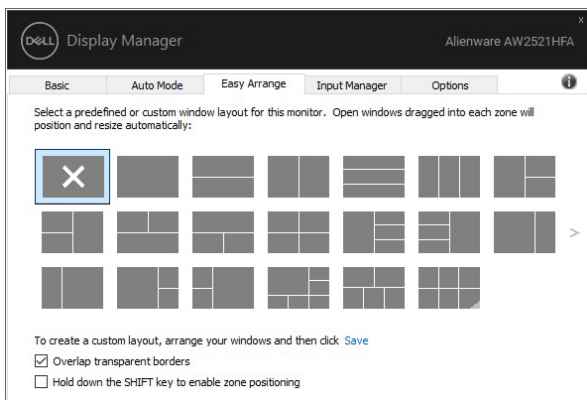 DELL Display Manager
Alienware AW2521HFA
Basic Auto Mode Easy Arrange Input Manager Options
Select a predefined or custom window layout for this monitor. Open windows dragged into each zone will
position and resize automatically:
To create a custom layout, arrange your windows and then click Save
Overlap transparent borders
Hold down the SHIFT key to enable zone positioning